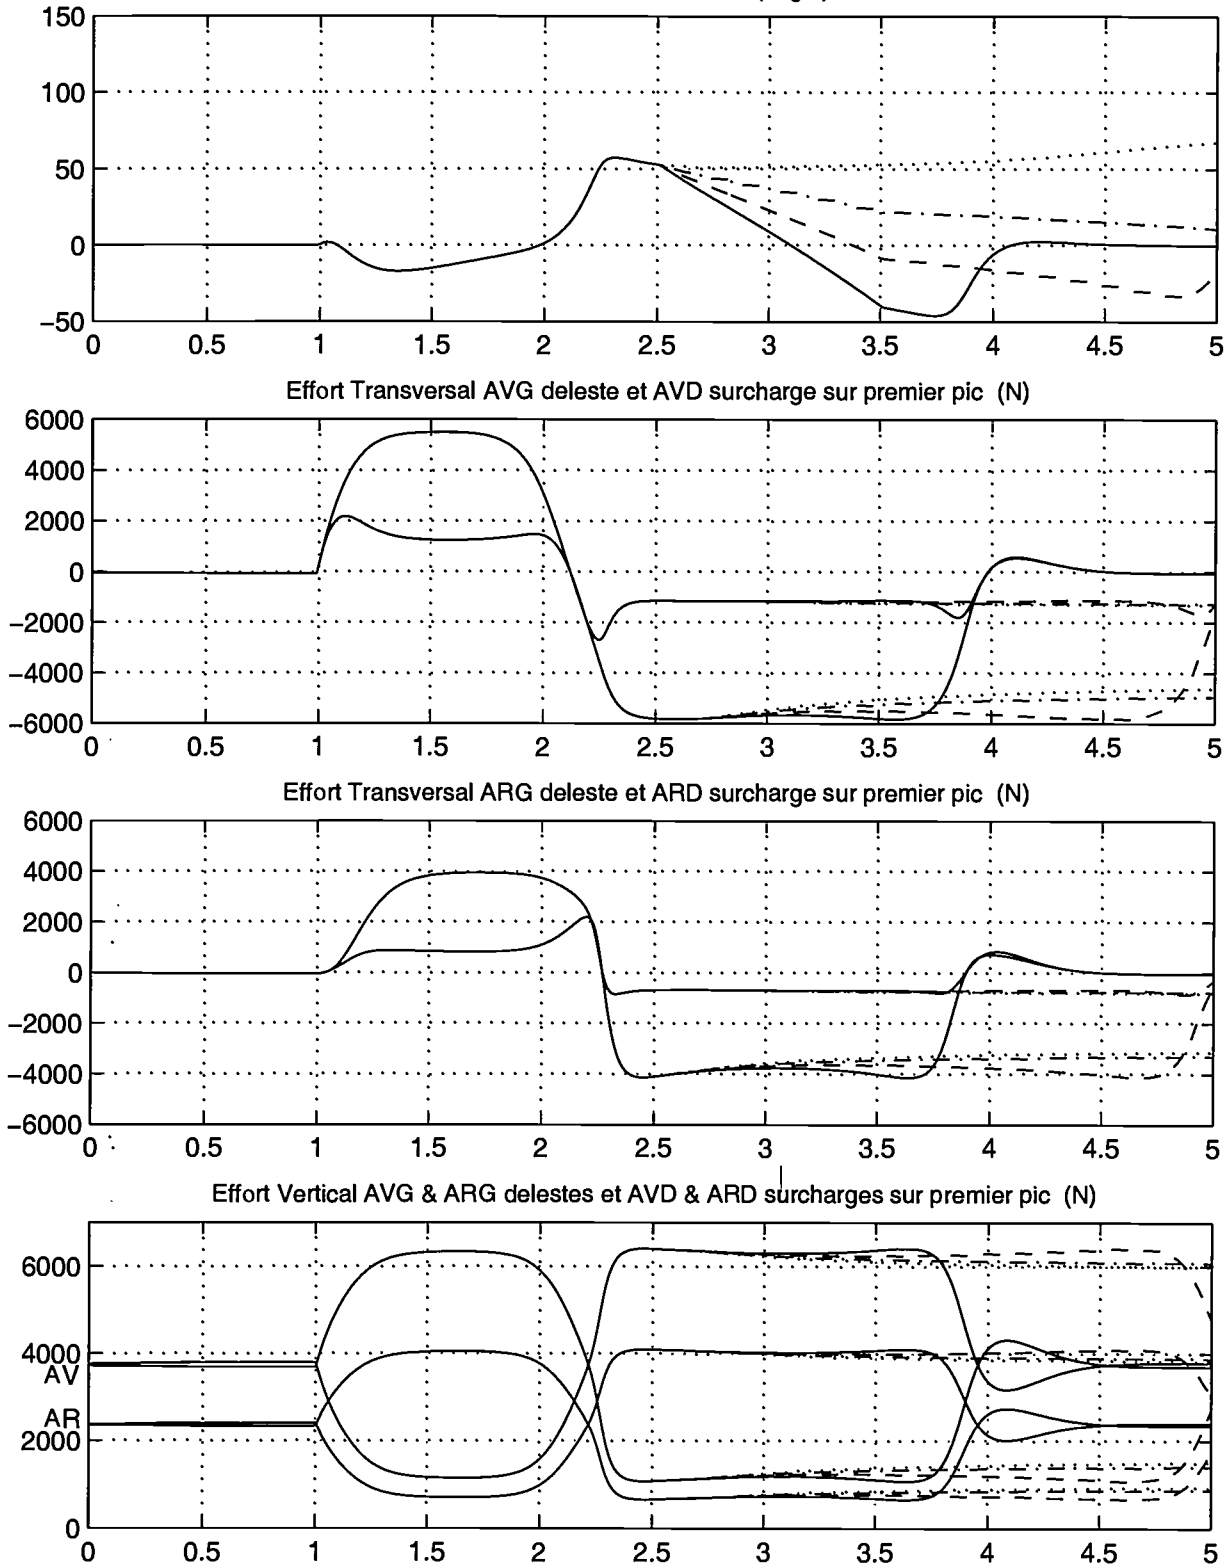 150
100
50
0
−50
0 0.5 1 1.5 2 2.5 3 3.5 4 4.5 5
Effort Transversal AVG deleste et AVD surcharge sur premier pic (N)
6000
4000
2000
0
−2000
−4000
−6000
0 0.5 1 1.5 2 2.5 3 3.5 4 4.5 5
Effort Transversal ARG deleste et ARD surcharge sur premier pic (N)
6000
4000
2000
0
−2000
−4000
−6000
0 0.5 1 1.5 2 2.5 3 3.5 4 4.5 5
Effort Vertical AVG & ARG delestes et AVD & ARD surcharges sur premier pic (N)
6000
4000
AV
AR
2000
0
0 0.5 1 1.5 2 2.5 3 3.5 4 4.5 5